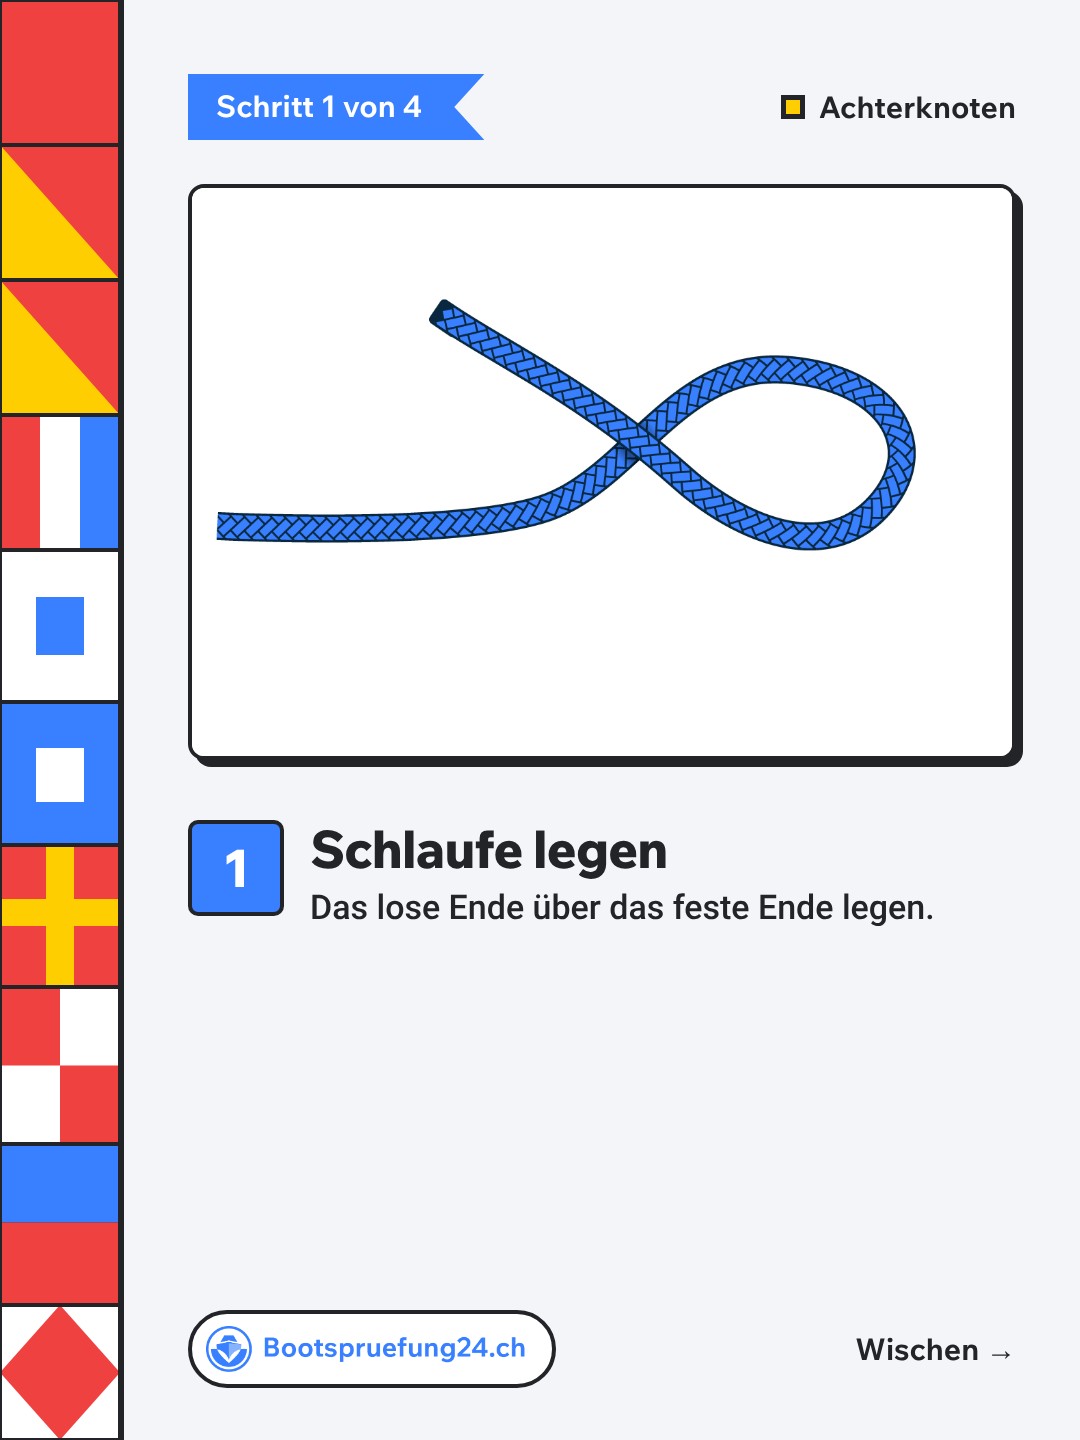 Schritt 1 von 4
Achterknoten
1
Schlaufe legen
Das lose Ende über das feste Ende legen.
Bootspruefung24.ch
Wischen →